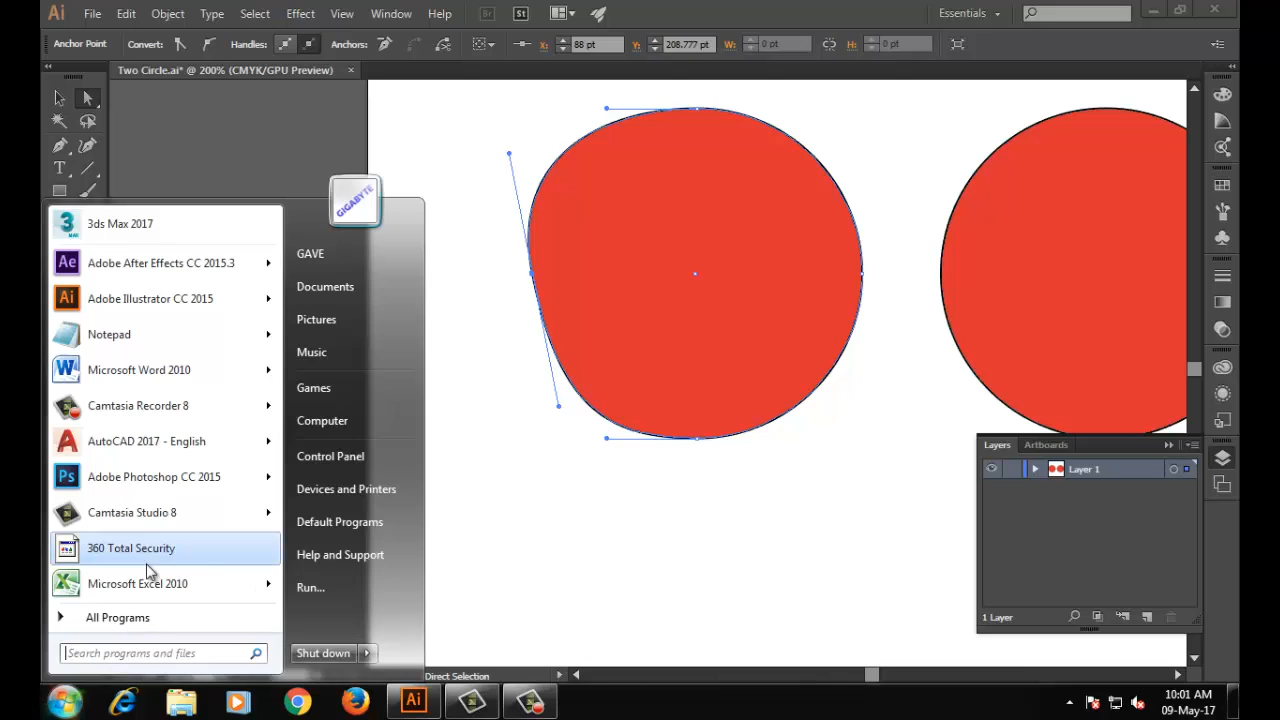 Ai File Edit Object Type Select Effect View Window Help Br St Essentials
Anchor Point Convert: Handles: Anchors: X: 88 pt Y: 208.777 pt W: 0 pt H: 0 pt
Two Circle.ai* @ 200% (CMYK/GPU Preview) ×
GIGABYTE
3ds Max 2017
Adobe After Effects CC 2015.3
Adobe Illustrator CC 2015
Notepad
Microsoft Word 2010
Camtasia Recorder 8
AutoCAD 2017 - English
Adobe Photoshop CC 2015
Camtasia Studio 8
360 Total Security
Microsoft Excel 2010
All Programs
Search programs and files
GAVE
Documents
Pictures
Music
Games
Computer
Control Panel
Devices and Printers
Default Programs
Help and Support
Run...
Shut down
Layers Artboards
Layer 1
1 Layer
Direct Selection
Ai
10:01 AM
09-May-17